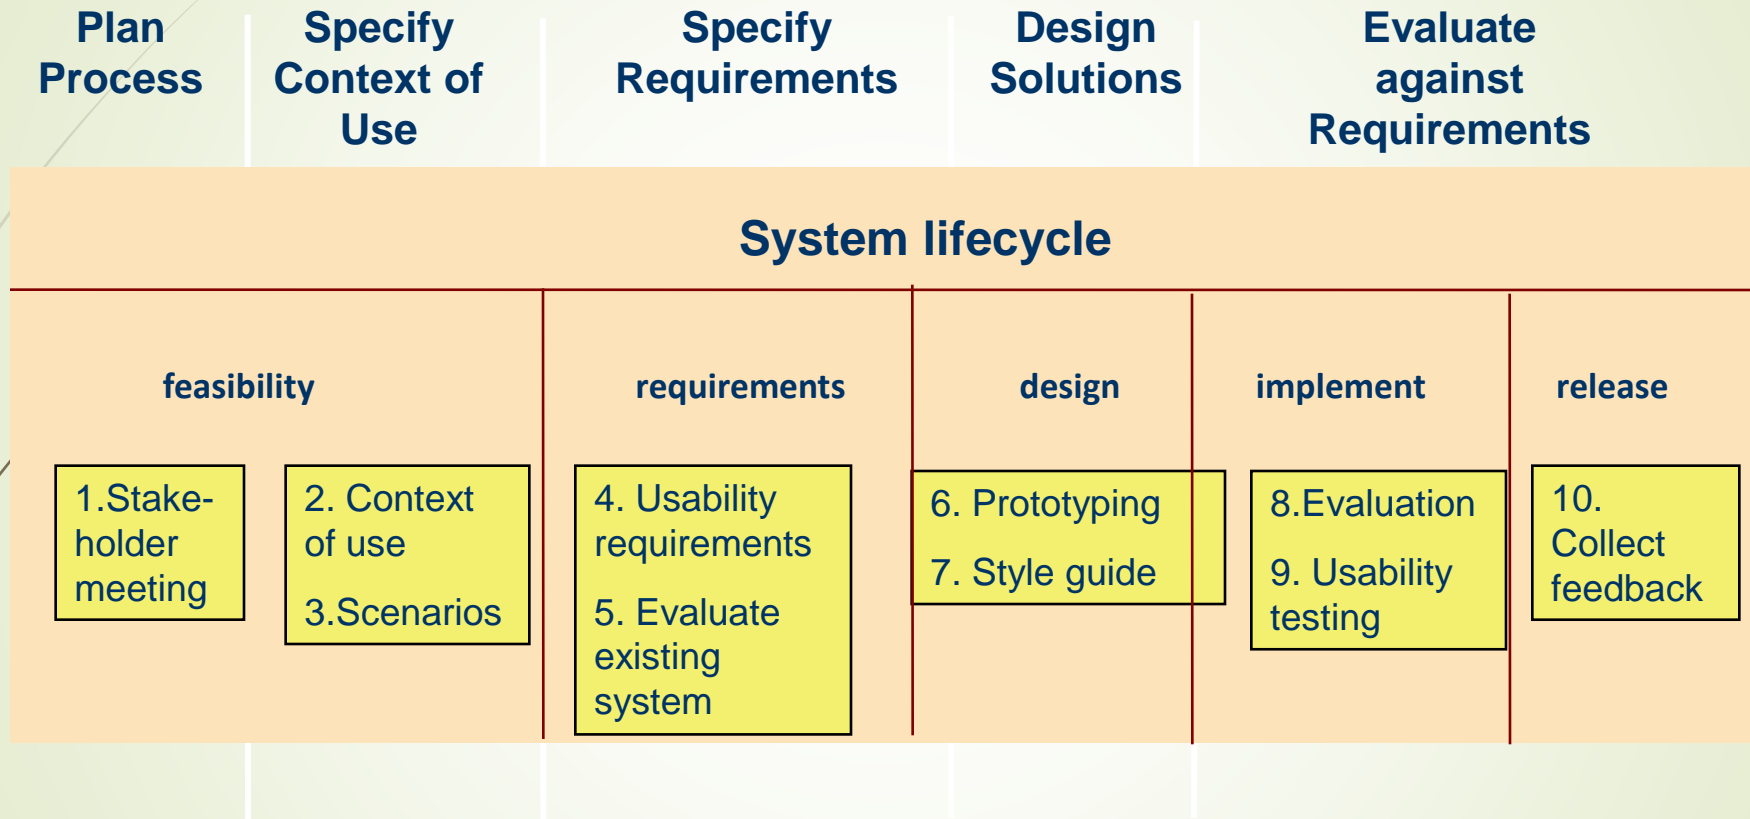 Plan
Process
Specify
Context of
Use
Specify
Requirements
Design
Solutions
Evaluate
against
Requirements
System lifecycle
feasibility
requirements
design
implement
release
1.Stake-
holder
meeting
2. Context
of use
3.Scenarios
4. Usability
requirements
5. Evaluate
existing
system
6. Prototyping
7. Style guide
8.Evaluation
9. Usability
testing
10.
Collect
feedback